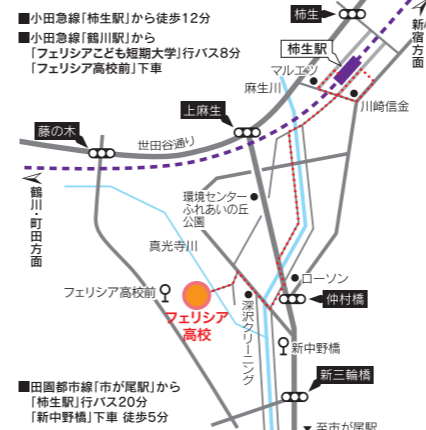 ■小田急線「柿生駅」から徒歩12分
■小田急線「鶴川駅」から
「フェリシアこども短期大学」行バス8分
「フェリシア高校前」下車
柿生
新宿方面
柿生駅
マルエツ
麻生川
川崎信金
上麻生
藤の木
世田谷通り
鶴川・町田方面
環境センター
ふれあいの丘
公園
真光寺川
フェリシア高校前
フェリシア
高校
深沢クリーニング
ローソン
仲村橋
新中野橋
新三輪橋
■田園都市線「市が尾駅」から
「柿生駅」行バス20分
「新中野橋」下車 徒歩5分
▼至市が尾駅